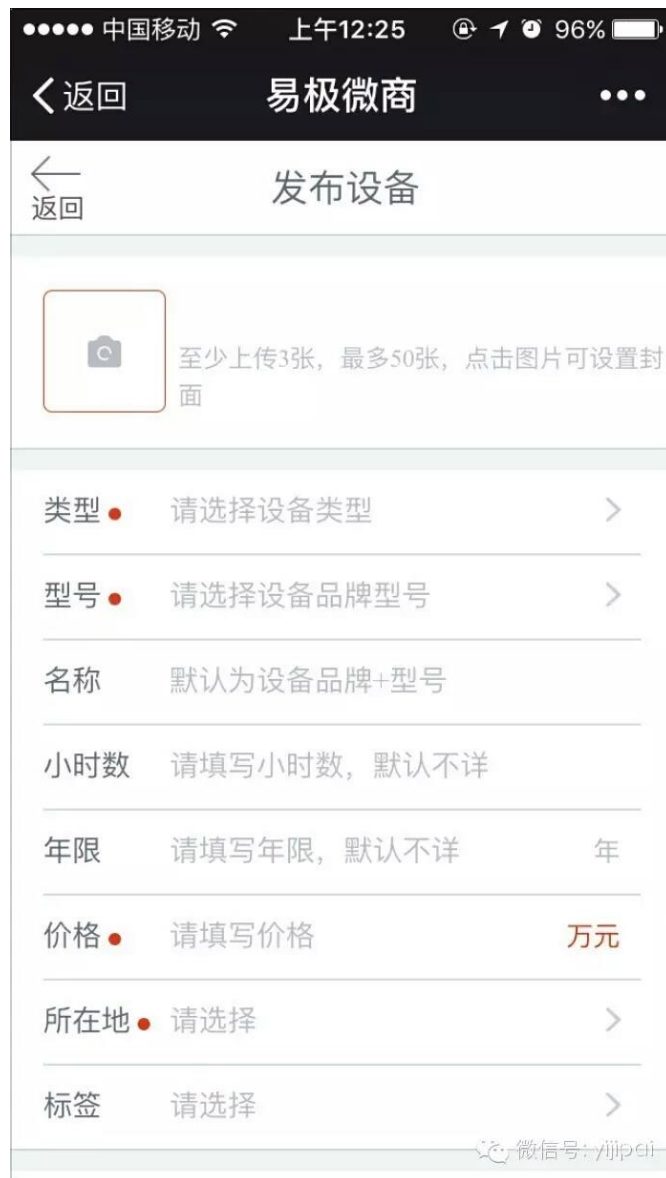 中国移动 上午12:25 96%
返回 易极微商
返回 发布设备
至少上传3张，最多50张，点击图片可设置封
面
类型 请选择设备类型
型号 请选择设备品牌型号
名称 默认为设备品牌+型号
小时数 请填写小时数，默认不详
年限 请填写年限，默认不详 年
价格 请填写价格 万元
所在地 请选择
标签 请选择
微信号: yijipai